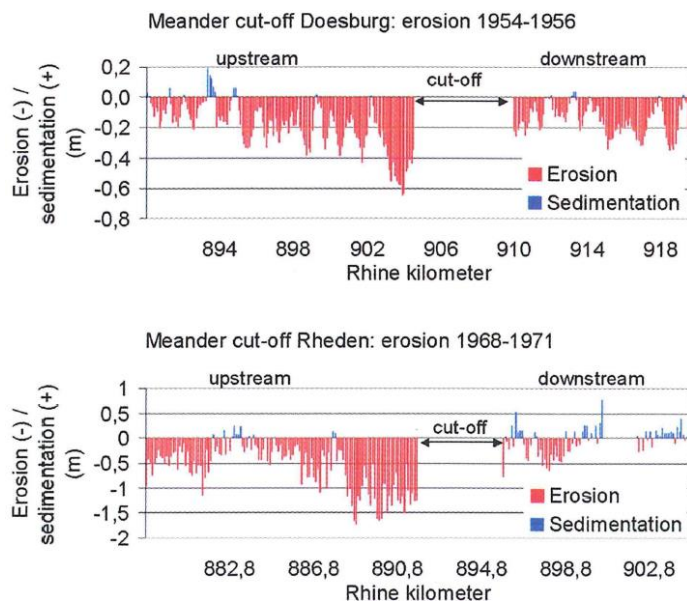 Meander cut-off Doesburg: erosion 1954-1956
upstream
downstream
cut-off
Erosion (-) /
sedimentation (+)
(m)
0,2
0,0
-0,2
-0,4
-0,6
-0,8
Erosion
Sedimentation
894 898 902 906 910 914 918
Rhine kilometer
Meander cut-off Rheden: erosion 1968-1971
upstream
downstream
cut-off
Erosion (-) /
sedimentation (+)
(m)
1
0,5
0
-0,5
-1
-1,5
-2
Erosion
Sedimentation
882,8 886,8 890,8 894,8 898,8 902,8
Rhine kilometer